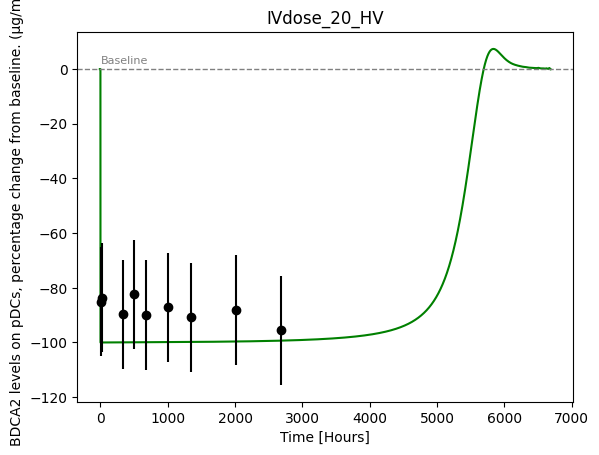 IVdose_20_HV
BDCA2 levels on pDCs, percentage change from baseline. (µg/m
Baseline
0
−20
−40
−60
−80
−100
−120
0 1000 2000 3000 4000 5000 6000 7000
Time [Hours]